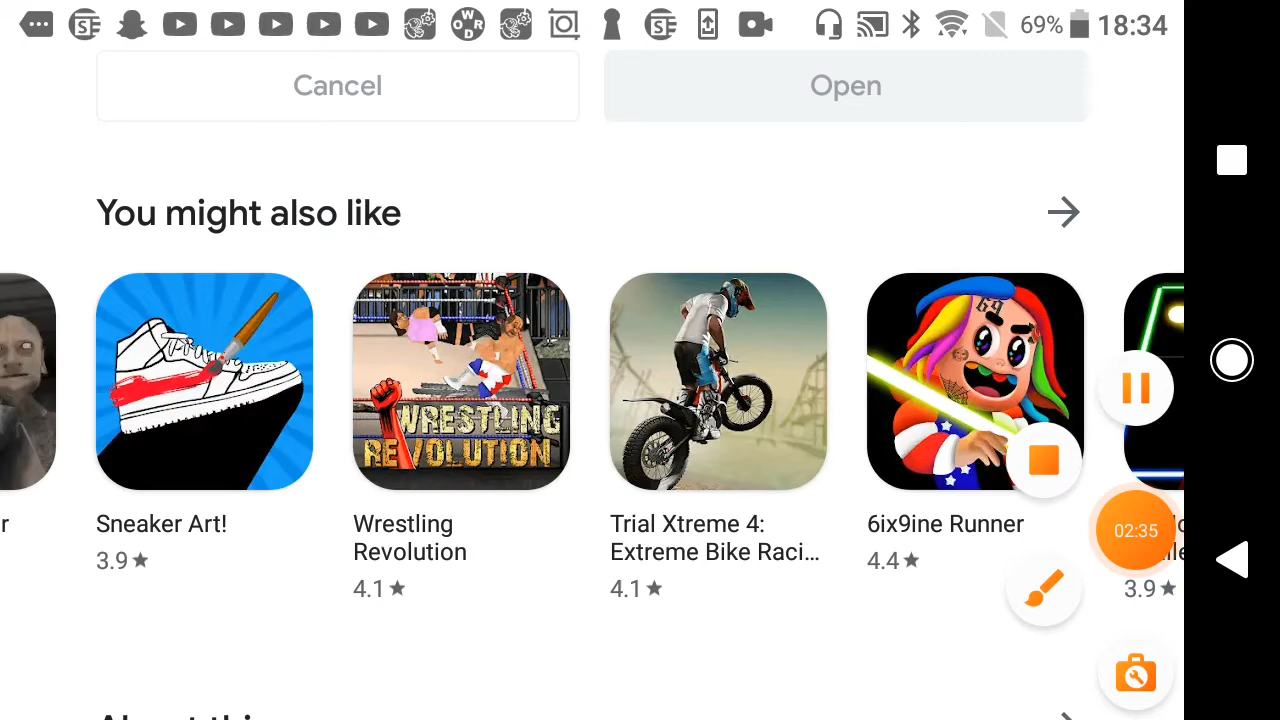 69% 18:34
Cancel Open
You might also like
69
WRESTLING
REVOLUTION
r Sneaker Art! Wrestling Trial Xtreme 4: 6ix9ine Runner
Revolution Extreme Bike Raci...
3.9★ 4.4★
4.1★ 4.1★ 3.9★
02:35